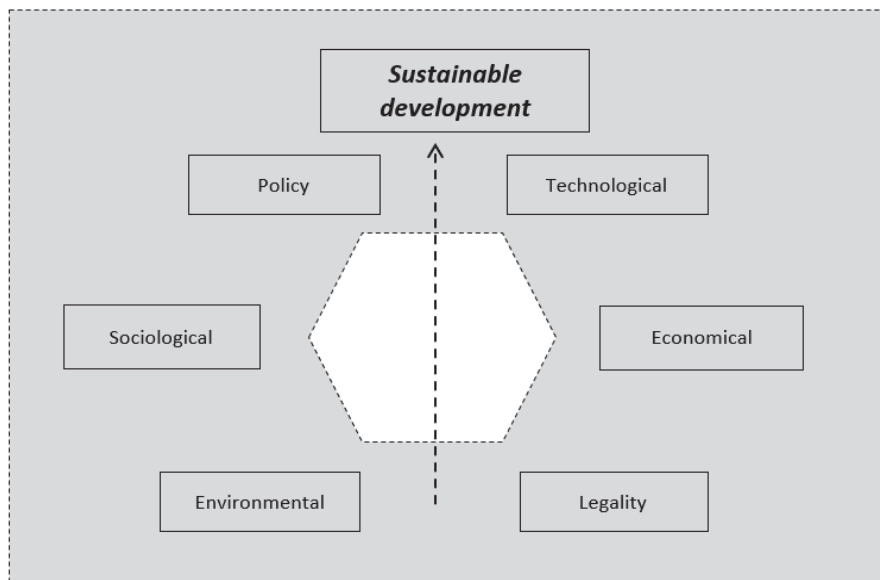 Sustainable
development
Policy
Technological
Sociological
Economical
Environmental
Legality